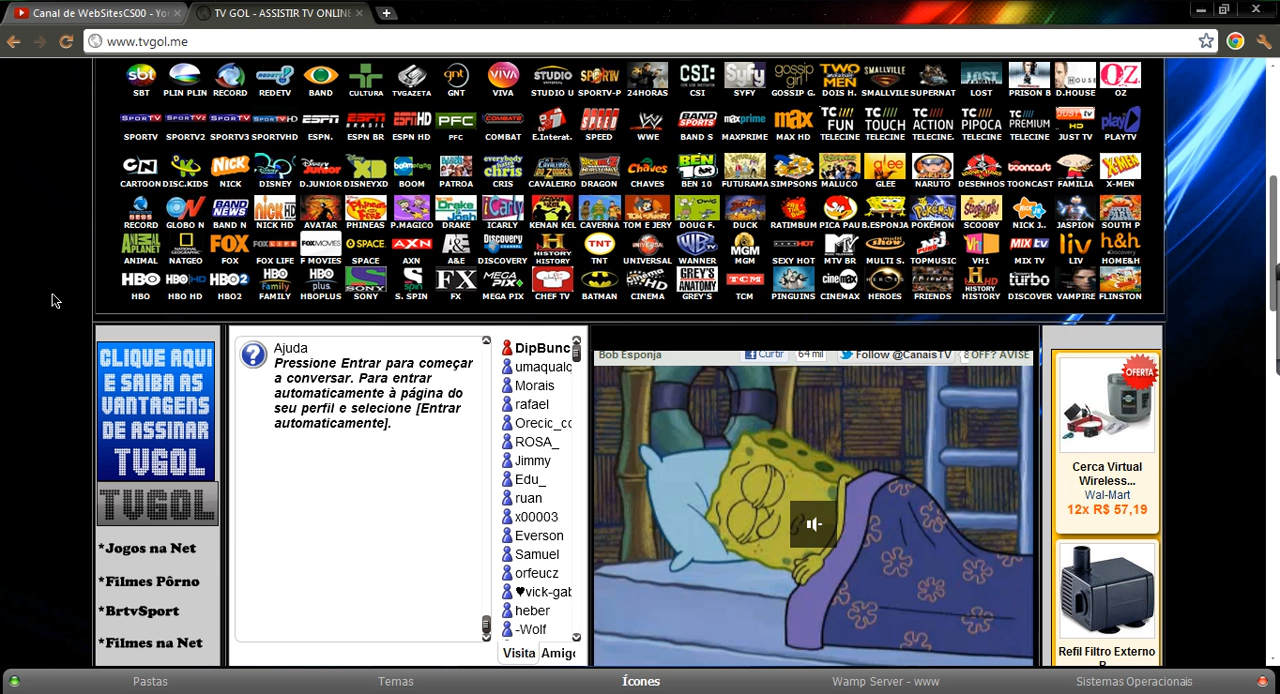 Canal de WebSitesCS00 - Yo
TV GOL - ASSISTIR TV ONLINE
www.tvgol.me
SBT PLIN PLIN RECORD REDETV BAND CULTURA TVGAZETA GNT VIVA STUDIO U SPORTV-P 24HORAS CSI SYFY GOSSIP G. DOIS H. SMALLVILE SUPERNAT LOST PRISON B D.HOUSE OZ
SPORTV SPORTV2 SPORTV3 SPORTVHD ESPN. ESPN BR ESPN HD PFC COMBAT E.Interat. SPEED WWE BAND S MAXPRIME MAX HD TELECINE TELECINE TELECINE. TELECINE TELECINE. JUST TV PLAYTV
CARTOON DISC.KIDS NICK DISNEY D.JUNIOR DISNEYXD BOOM PATROA CRIS CAVALEIRO DRAGON CHAVES BEN 10 FUTURAMA SIMPSONS MALUCO GLEE NARUTO DESENHOS TOONCAST FAMILIA X-MEN
RECORD GLOBO N BAND N NICK HD AVATAR PHINEAS P.MAGICO DRAKE ICARLY KENAN KEL CAVERNA TOM E JERY DOUG F. DUCK RATIMBUM PICA PAU B.ESPONJA POKÉMON SCOOBY NICK J.. JASPION SOUTH P
ANIMAL NATGEO FOX FOX LIFE F MOVIES SPACE AXN A&E DISCOVERY HISTORY TNT UNIVERSAL WANNER MGM SEXY HOT MTV BR MULTI S. TOPMUSIC VH1 MIX TV LIV HOME&H
HBO HBO HD HBO2 FAMILY HBOPLUS SONY S. SPIN FX MEGA PIX CHEF TV BATMAN CINEMA GREY'S TCM PINGUINS CINEMAX HEROES FRIENDS HISTORY DISCOVER VAMPIRE FLINSTON
CLIQUE AQUI
E SAIBA AS
VANTAGENS
DE ASSINAR
TVGOL
TVGOL
*Jogos na Net
*Filmes Pôrno
*BrtvSport
*Filmes na Net
Ajuda
Pressione Entrar para começar
a conversar. Para entrar
automaticamente à página do
seu perfil e selecione [Entrar
automaticamente].
DipBunc
umaqualq
Morais
rafael
Orecic_co
ROSA_
Jimmy
Edu_
ruan
x00003
Everson
Samuel
orfeucz
♥vick-gab
heber
-Wolf
Visita Amigo
Bob Esponja Curtir 64 mil Follow @CanaisTV OFF? AVISE
OFERTA
Cerca Virtual
Wireless...
Wal-Mart
12x R$ 57,19
Refil Filtro Externo
Pastas Temas Ícones Wamp Server - www Sistemas Operacionais